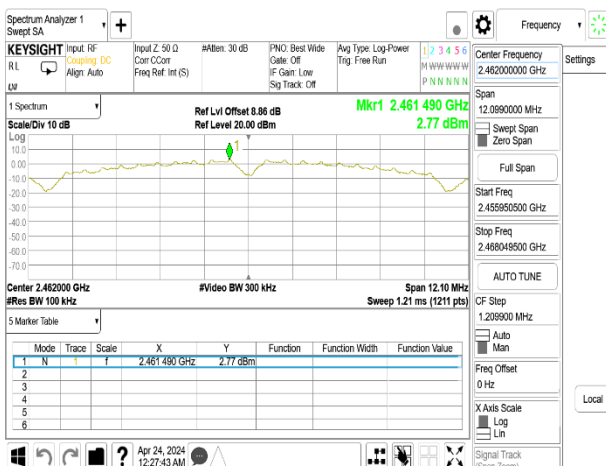 Spectrum Analyzer 1
Swept SA
+
Frequency
KEYSIGHT
RL
Input: RF
Coupling: DC
Align: Auto
Input Z: 50 Ω
Corr CCorr
Freq Ref: Int (S)
#Atten: 30 dB
PNO: Best Wide
Gate: Off
IF Gain: Low
Sig Track: Off
Avg Type: Log-Power
Trig: Free Run
1 2 3 4 5 6
M W W W W W
P N N N N N
1 Spectrum
Scale/Div 10 dB
Log
Ref Lvl Offset 8.86 dB
Ref Level 20.00 dBm
Mkr1 2.461 490 GHz
2.77 dBm
1
10.0
0.00
-10.0
-20.0
-30.0
-40.0
-50.0
-60.0
-70.0
Center 2.462000 GHz
#Res BW 100 kHz
#Video BW 300 kHz
Span 12.10 MHz
Sweep 1.21 ms (1211 pts)
5 Marker Table
Mode Trace Scale X Y Function Function Width Function Value
1 N 1 f 2.461 490 GHz 2.77 dBm
2
3
4
5
6
?
Apr 24, 2024
12:27:43 AM
Center Frequency
2.462000000 GHz
Span
12.0990000 MHz
Swept Span
Zero Span
Full Span
Start Freq
2.455950500 GHz
Stop Freq
2.468049500 GHz
AUTO TUNE
CF Step
1.209900 MHz
Auto
Man
Freq Offset
0 Hz
X Axis Scale
Log
Lin
Signal Track
(Span Zoom)
Settings
Local